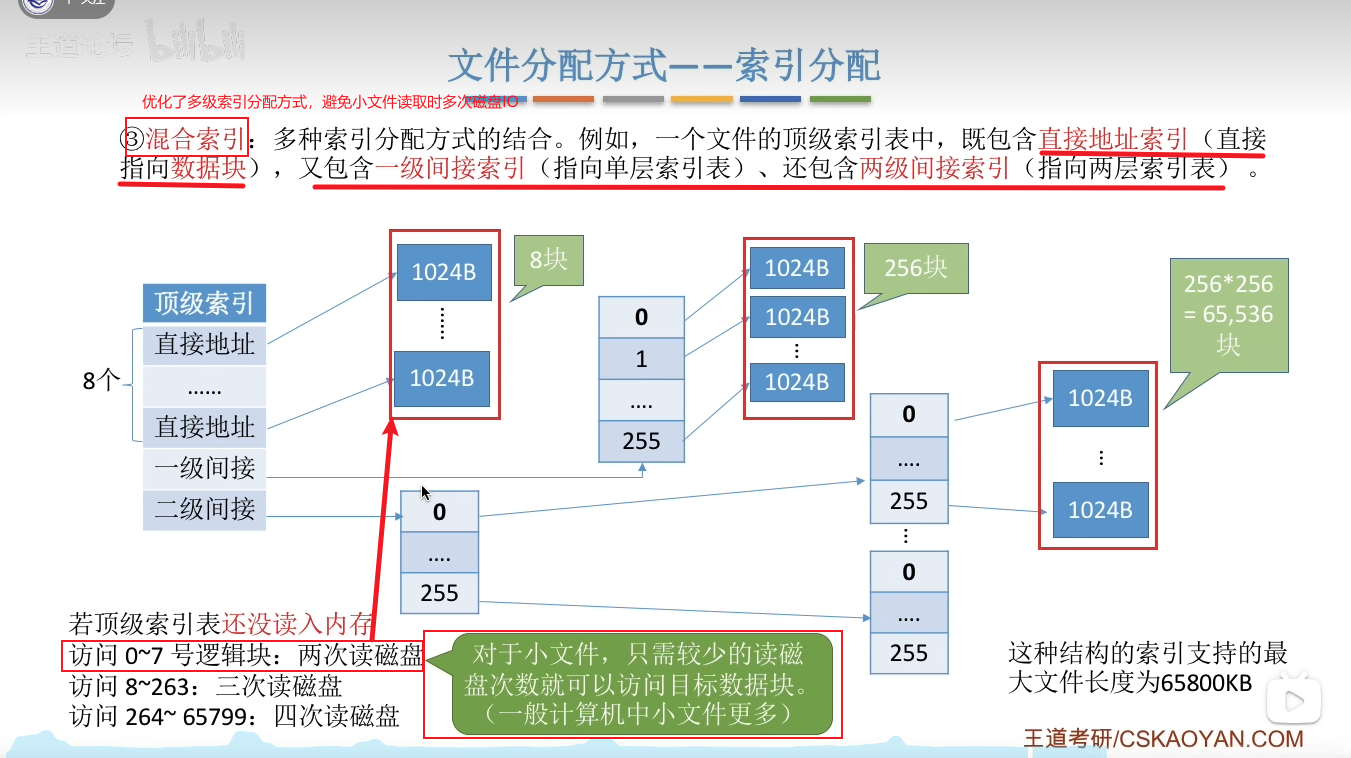 王道论坛 bilibili
文件分配方式——索引分配
优化了多级索引分配方式，避免小文件读取时多次磁盘IO
③混合索引：多种索引分配方式的结合。例如，一个文件的顶级索引表中，既包含直接地址索引（直接
指向数据块），又包含一级间接索引（指向单层索引表）、还包含两级间接索引（指向两层索引表）。
顶级索引
8个
直接地址
……
直接地址
一级间接
二级间接
1024B
⋮
1024B
8块
0
1
….
255
1024B
1024B
⋮
1024B
256块
0
….
255
0
….
255
⋮
0
….
255
1024B
⋮
1024B
256*256
= 65,536
块
若顶级索引表还没读入内存
访问 0~7 号逻辑块：两次读磁盘
访问 8~263：三次读磁盘
访问 264~ 65799：四次读磁盘
对于小文件，只需较少的读磁
盘次数就可以访问目标数据块。
（一般计算机中小文件更多）
这种结构的索引支持的最
大文件长度为65800KB
王道考研/CSKAOYAN.COM